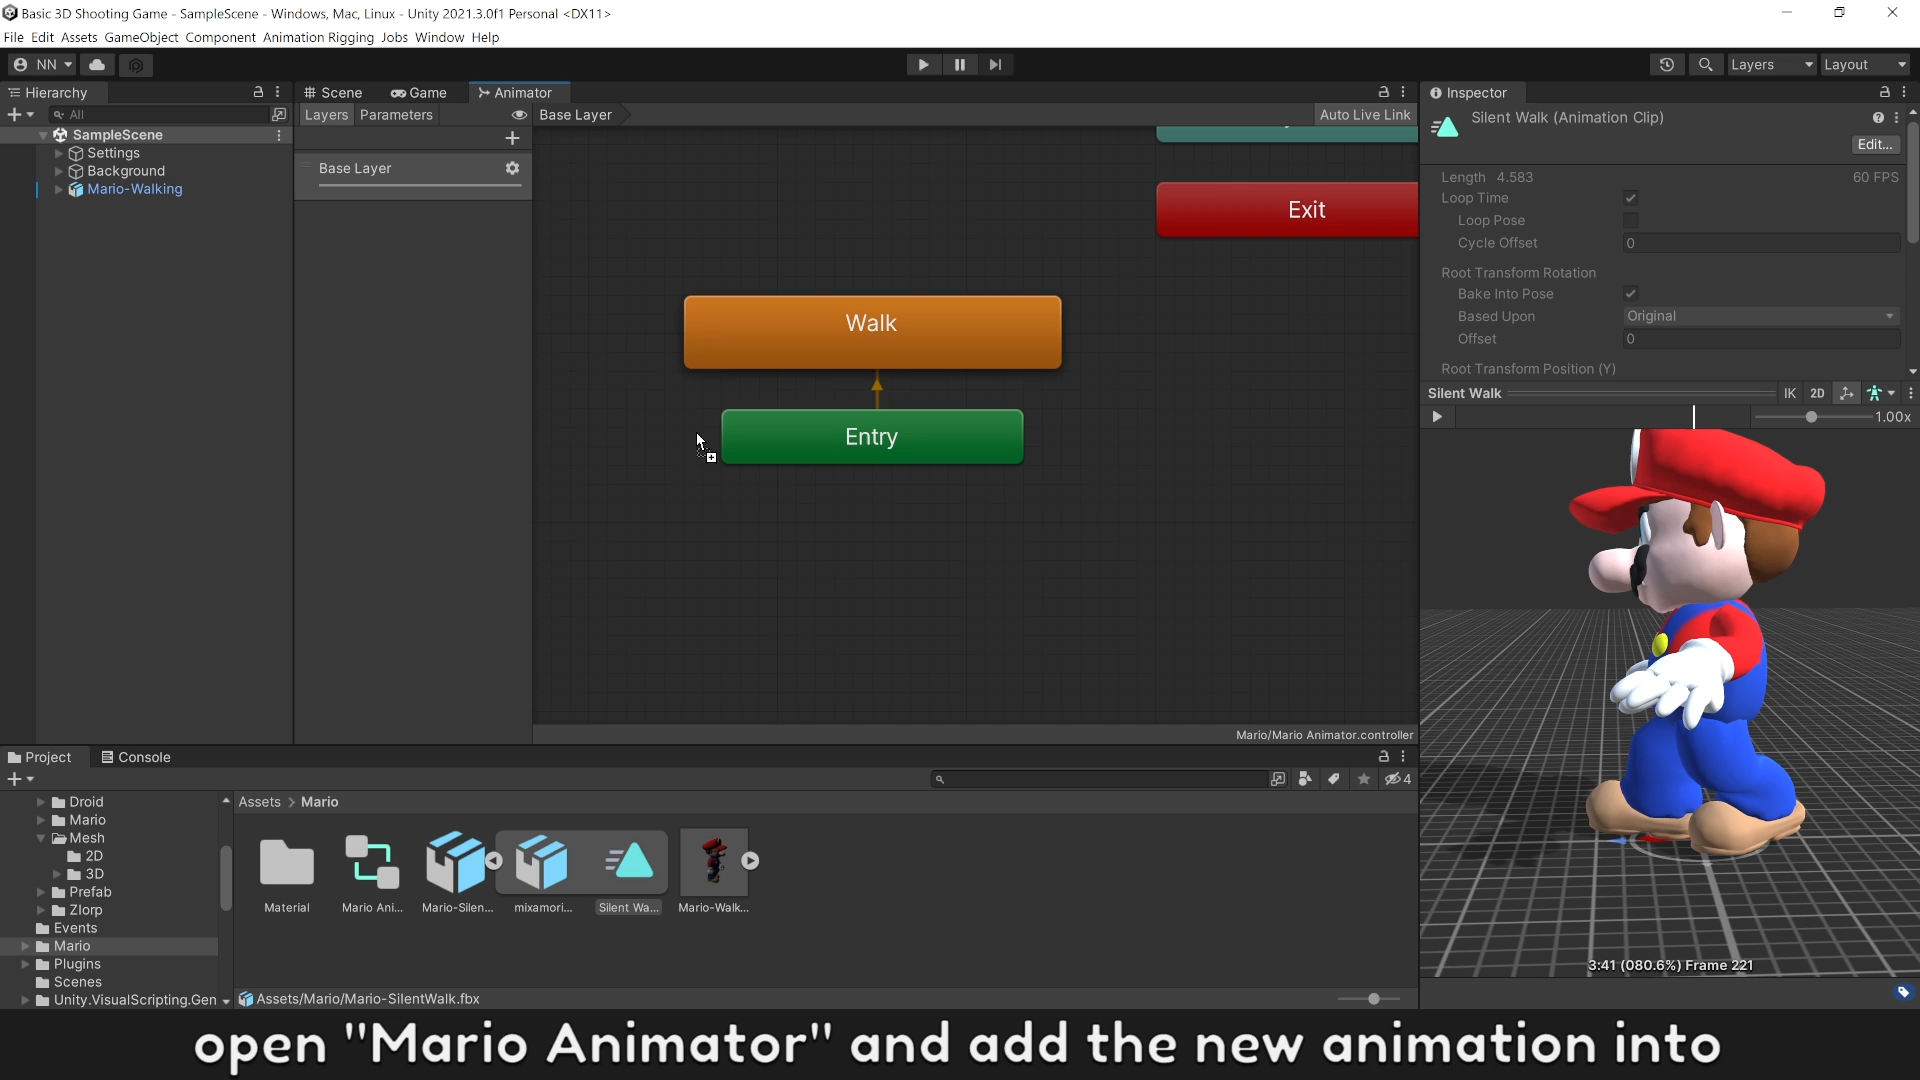 Basic 3D Shooting Game - SampleScene - Windows, Mac, Linux - Unity 2021.3.0f1 Personal <DX11>
File Edit Assets GameObject Component Animation Rigging Jobs Window Help
NN Layers Layout
Hierarchy Scene Game Animator Inspector
All Layers Parameters Base Layer Auto Live Link
Silent Walk (Animation Clip)
Edit...
SampleScene
Settings
Background
Mario-Walking
Base Layer
Exit
Walk
Entry
Mario/Mario Animator.controller
Length 4.583 60 FPS
Loop Time
Loop Pose
Cycle Offset 0
Root Transform Rotation
Bake Into Pose
Based Upon Original
Offset 0
Root Transform Position (Y)
Silent Walk IK 2D
1.00x
3:41 (080.6%) Frame 221
Project Console
4
Droid
Mario
Mesh
2D
3D
Prefab
Zlorp
Events
Mario
Plugins
Scenes
Unity.VisualScripting.Gen
Assets > Mario
Material Mario Ani... Mario-Silen... mixamori... Silent Wa... Mario-Walk...
Assets/Mario/Mario-SilentWalk.fbx
open "Mario Animator" and add the new animation into